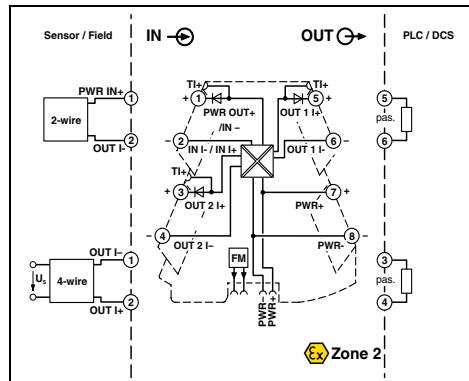 Sensor / Field
IN
OUT
PLC / DCS
PWR IN+
1
2-wire
2
OUT I-
TI+
+
1
PWR OUT+
/IN –
–
2
IN I- / IN I+
TI+
+
3
OUT 2 I+
–
4
OUT 2 I–
TI+
5
+
OUT 1 I+
6
–
OUT 1 I-
7
+
PWR+
8
–
PWR-
5
pas.
6
OUT I–
1
Us
4-wire
2
OUT I+
FM
PWR-
PWR+
3
pas.
4
Ex
Zone 2